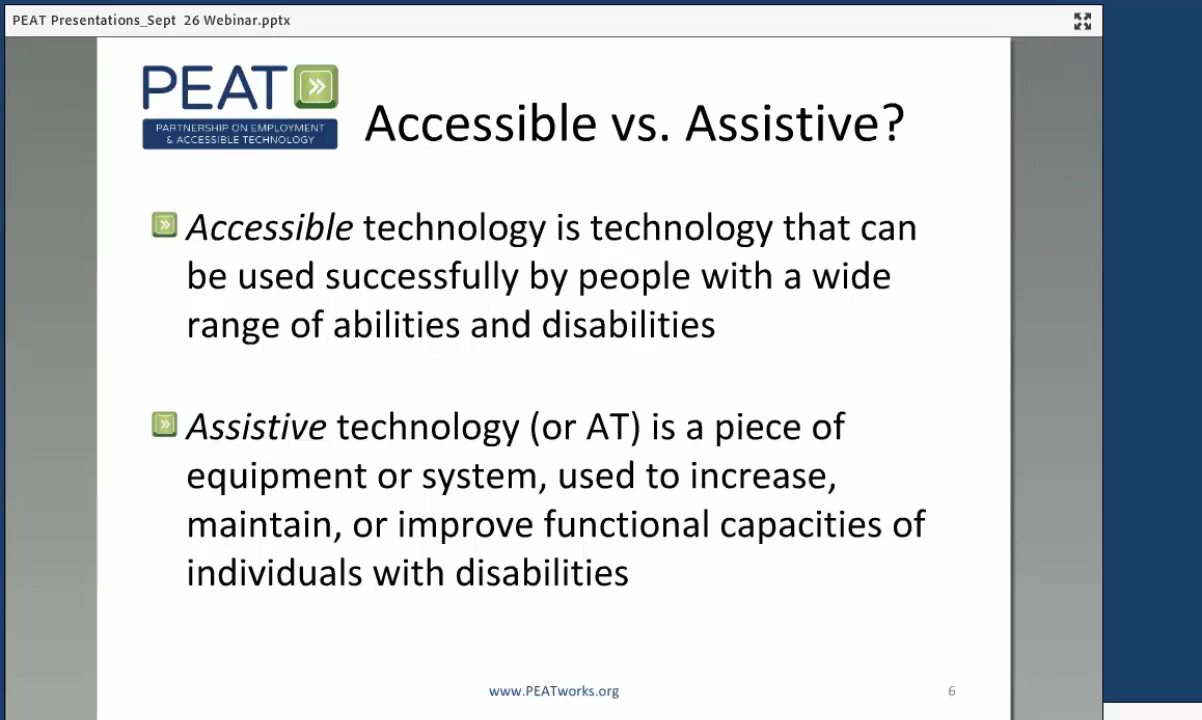 PEAT Presentations_Sept 26 Webinar.pptx
PEAT
PARTNERSHIP ON EMPLOYMENT
& ACCESSIBLE TECHNOLOGY
Accessible vs. Assistive?
Accessible technology is technology that can
be used successfully by people with a wide
range of abilities and disabilities
Assistive technology (or AT) is a piece of
equipment or system, used to increase,
maintain, or improve functional capacities of
individuals with disabilities
www.PEATworks.org
6